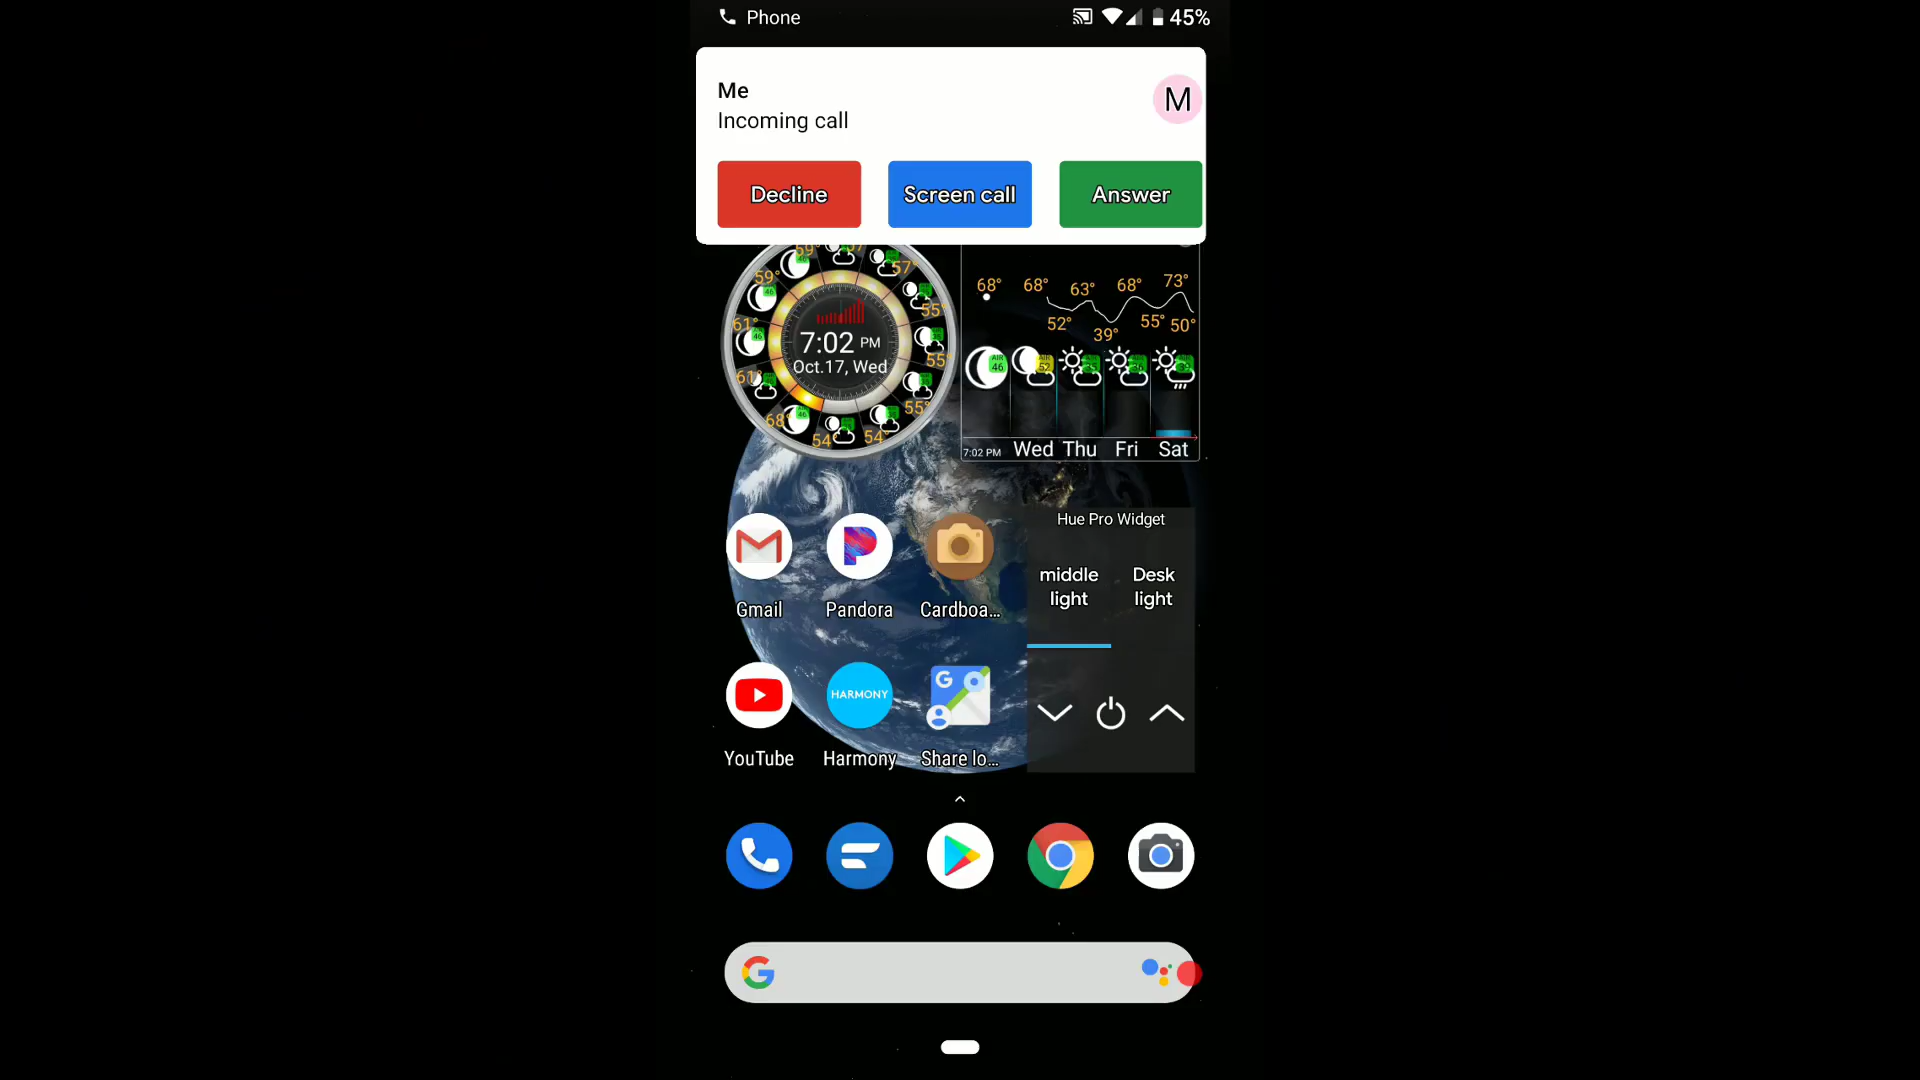 Phone
45%
Me
Incoming call
M
Decline
Screen call
Answer
59°
57°
59°
55°
61°
55°
61°
55°
68°
54°
54°
7:02 PM
Oct.17, Wed
68°
68°
63°
68°
73°
52°
39°
55°
50°
46
52
7:02 PM
Wed
Thu
Fri
Sat
Hue Pro Widget
middle
light
Desk
light
Gmail
Pandora
Cardboa...
HARMONY
G
YouTube
Harmony
Share lo...